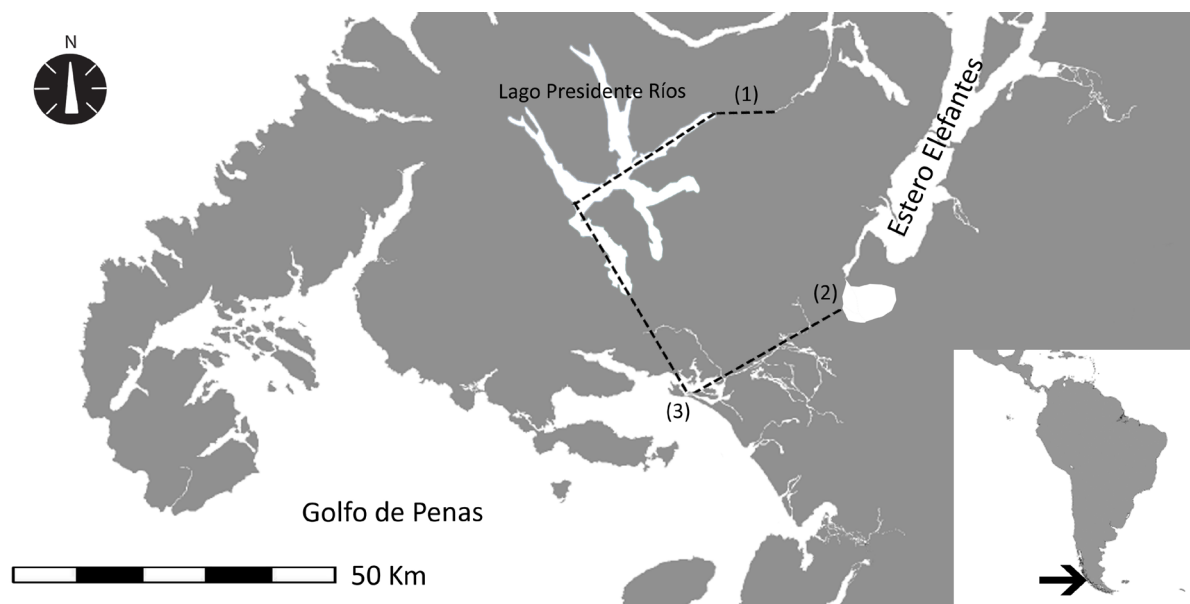 N
Lago Presidente Ríos
(1)
Estero Elefantes
(2)
(3)
Golfo de Penas
50 Km